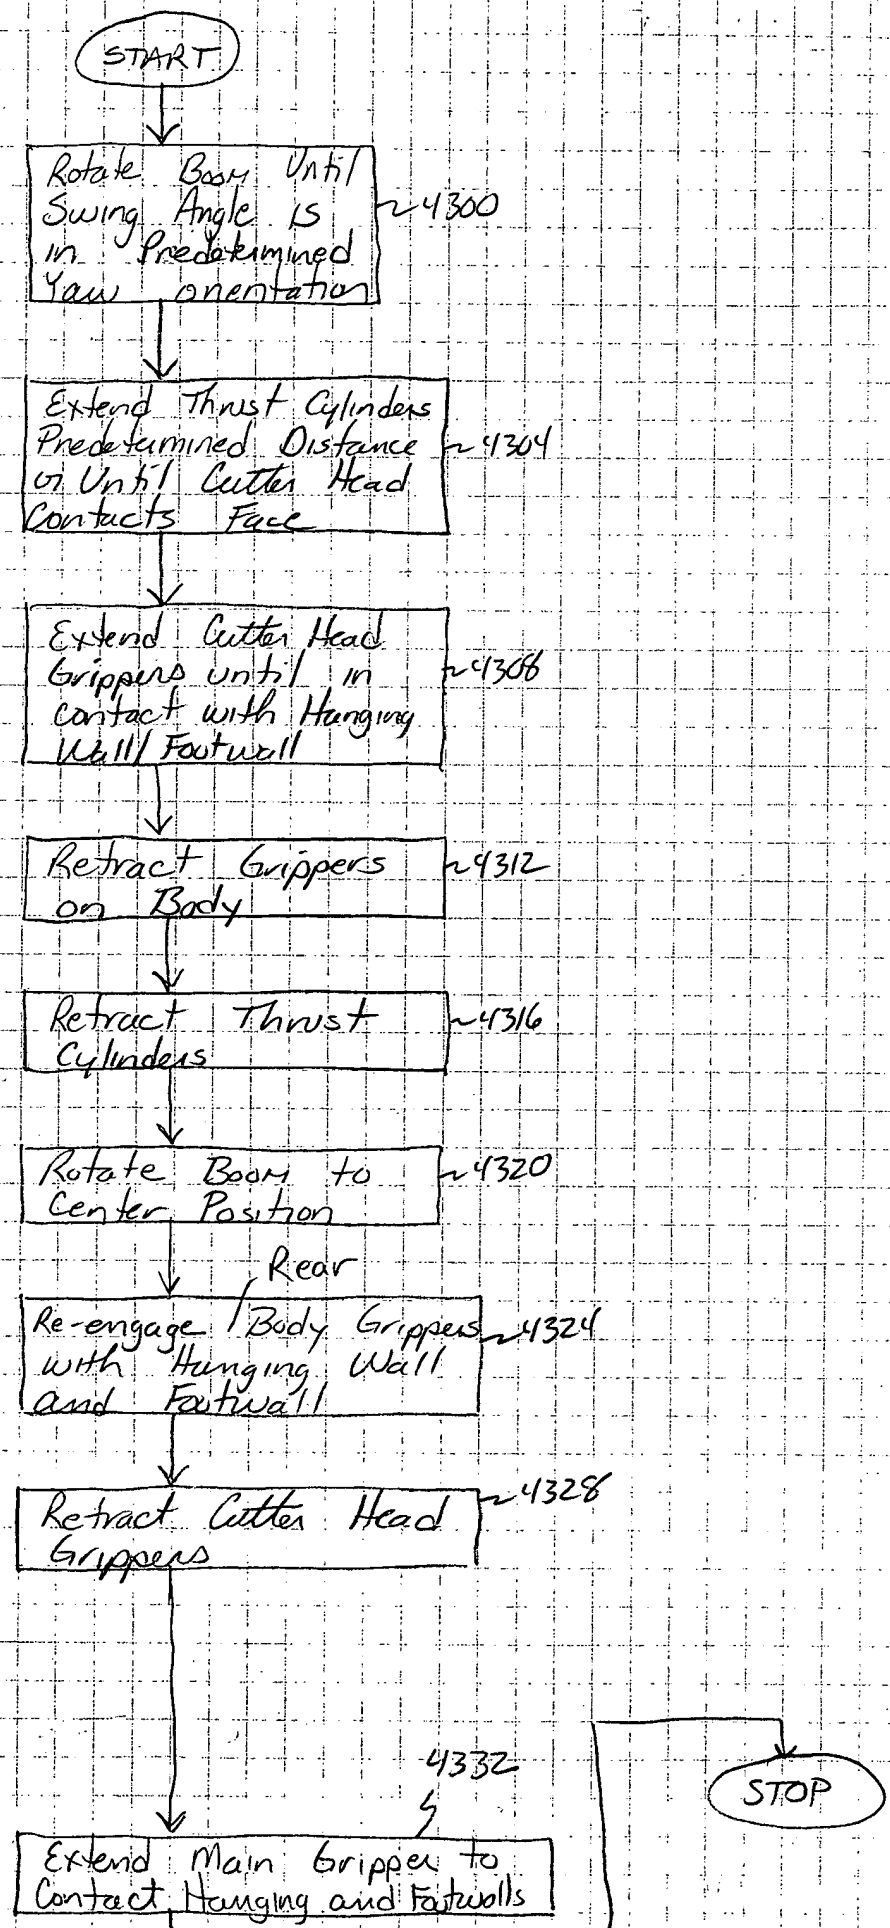 START
Rotate Boom Until
Swing Angle is
in Predetermined
Yaw orientation
4300
Extend Thrust Cylinders
Predetermined Distance
or Until Cutter Head
Contacts Face
4304
Extend Cutter Head
Grippers until in
contact with Hanging
Wall/Footwall
4308
Retract Grippers
on Body
4312
Retract Thrust
Cylinders
4316
Rotate Boom to
Center Position
4320
Rear
Re-engage / Body Grippers
with Hanging Wall
and Footwall
4324
Retract Cutter Head
Grippers
4328
4332
Extend Main Gripper to
Contact Hanging and Footwalls
STOP